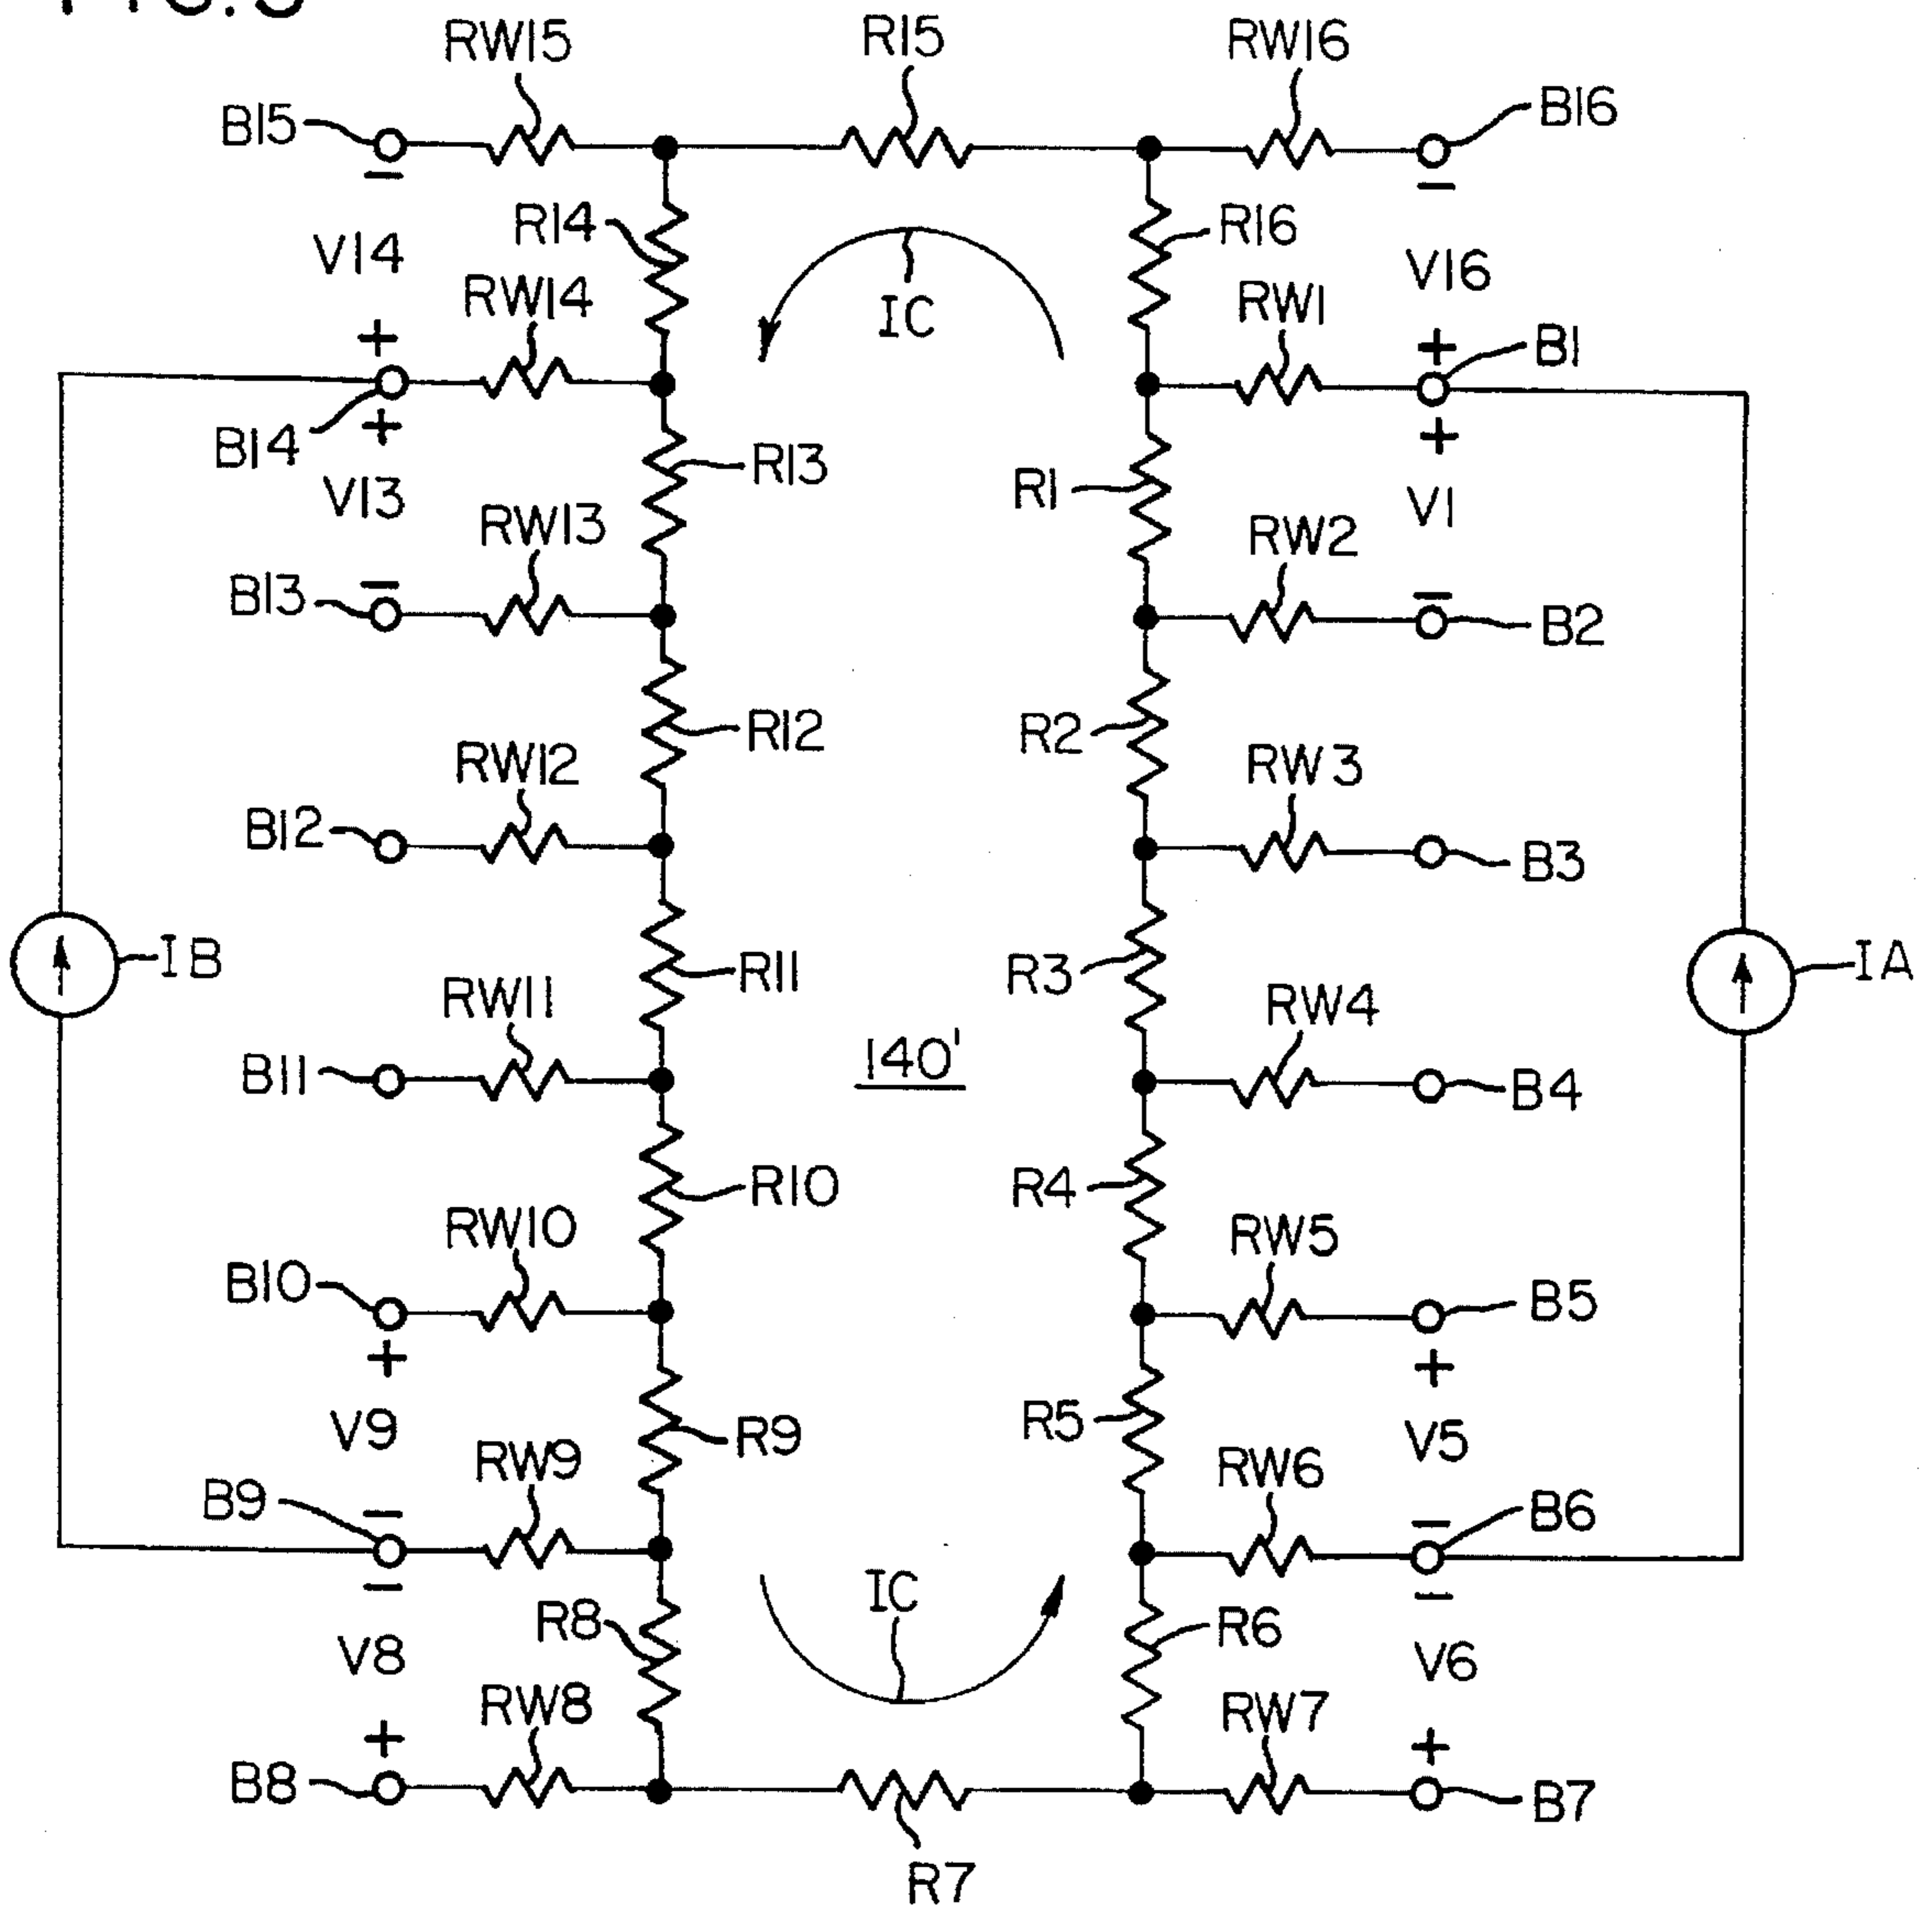 FIG.5
RW15 R15 RW16
B15 B16
R14 R16
V14 V16
RW14 IC RW1
B1
B14
R13 R1
V13 V1
RW13 RW2
B13 B2
R12 R2
RW12 RW3
B12 B3
IB R11 R3 IA
RW11 RW4
B11 140' B4
R10 R4
RW10 RW5
B10 B5
V9 R9 R5 V5
RW9 RW6
B9 B6
R8 IC R6
V8 V6
RW8 RW7
B8 B7
R7